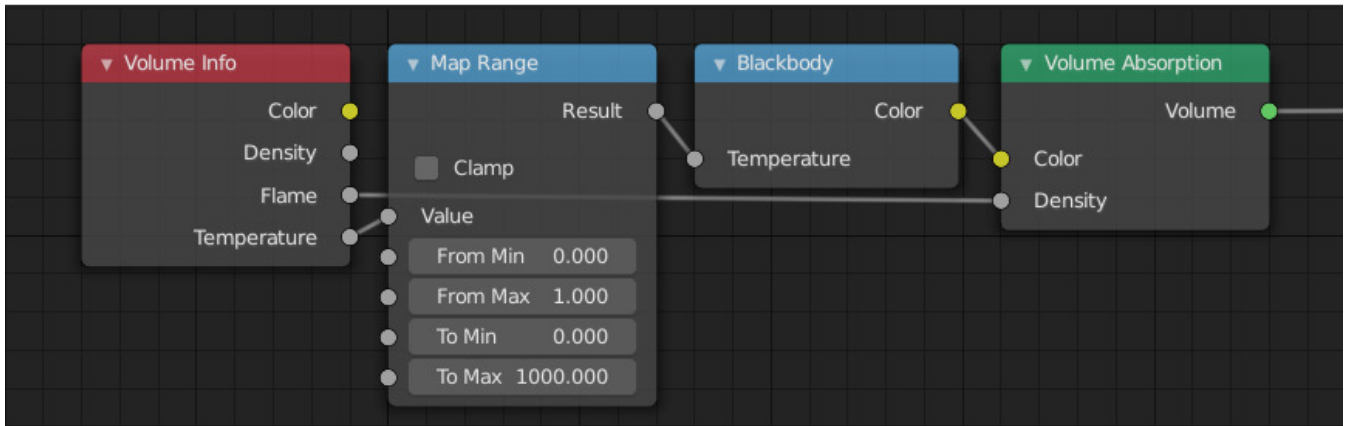 Volume Info
Color
Density
Flame
Temperature
Map Range
Result
Clamp
Value
From Min 0.000
From Max 1.000
To Min 0.000
To Max 1000.000
Blackbody
Color
Temperature
Volume Absorption
Volume
Color
Density